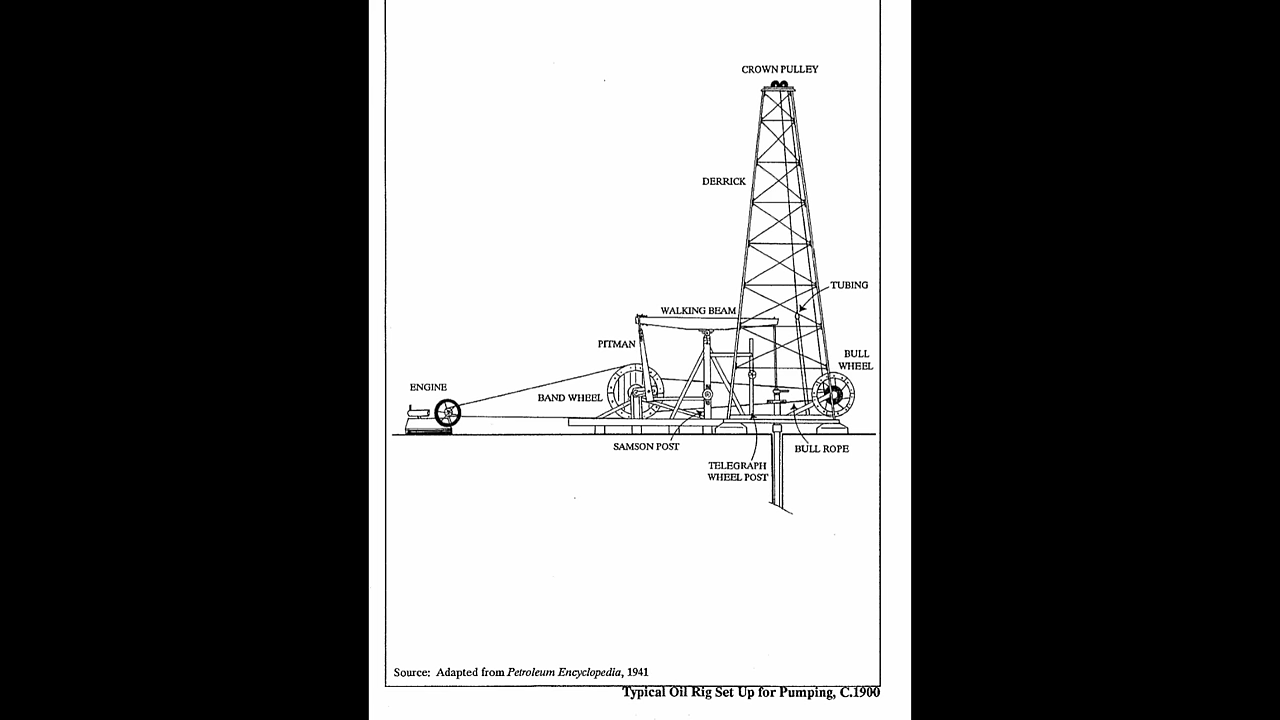 CROWN PULLEY
DERRICK
TUBING
WALKING BEAM
PITMAN
BULL
WHEEL
ENGINE
BAND WHEEL
SAMSON POST
BULL ROPE
TELEGRAPH
WHEEL POST
Source: Adapted from Petroleum Encyclopedia, 1941
Typical Oil Rig Set Up for Pumping, C.1900